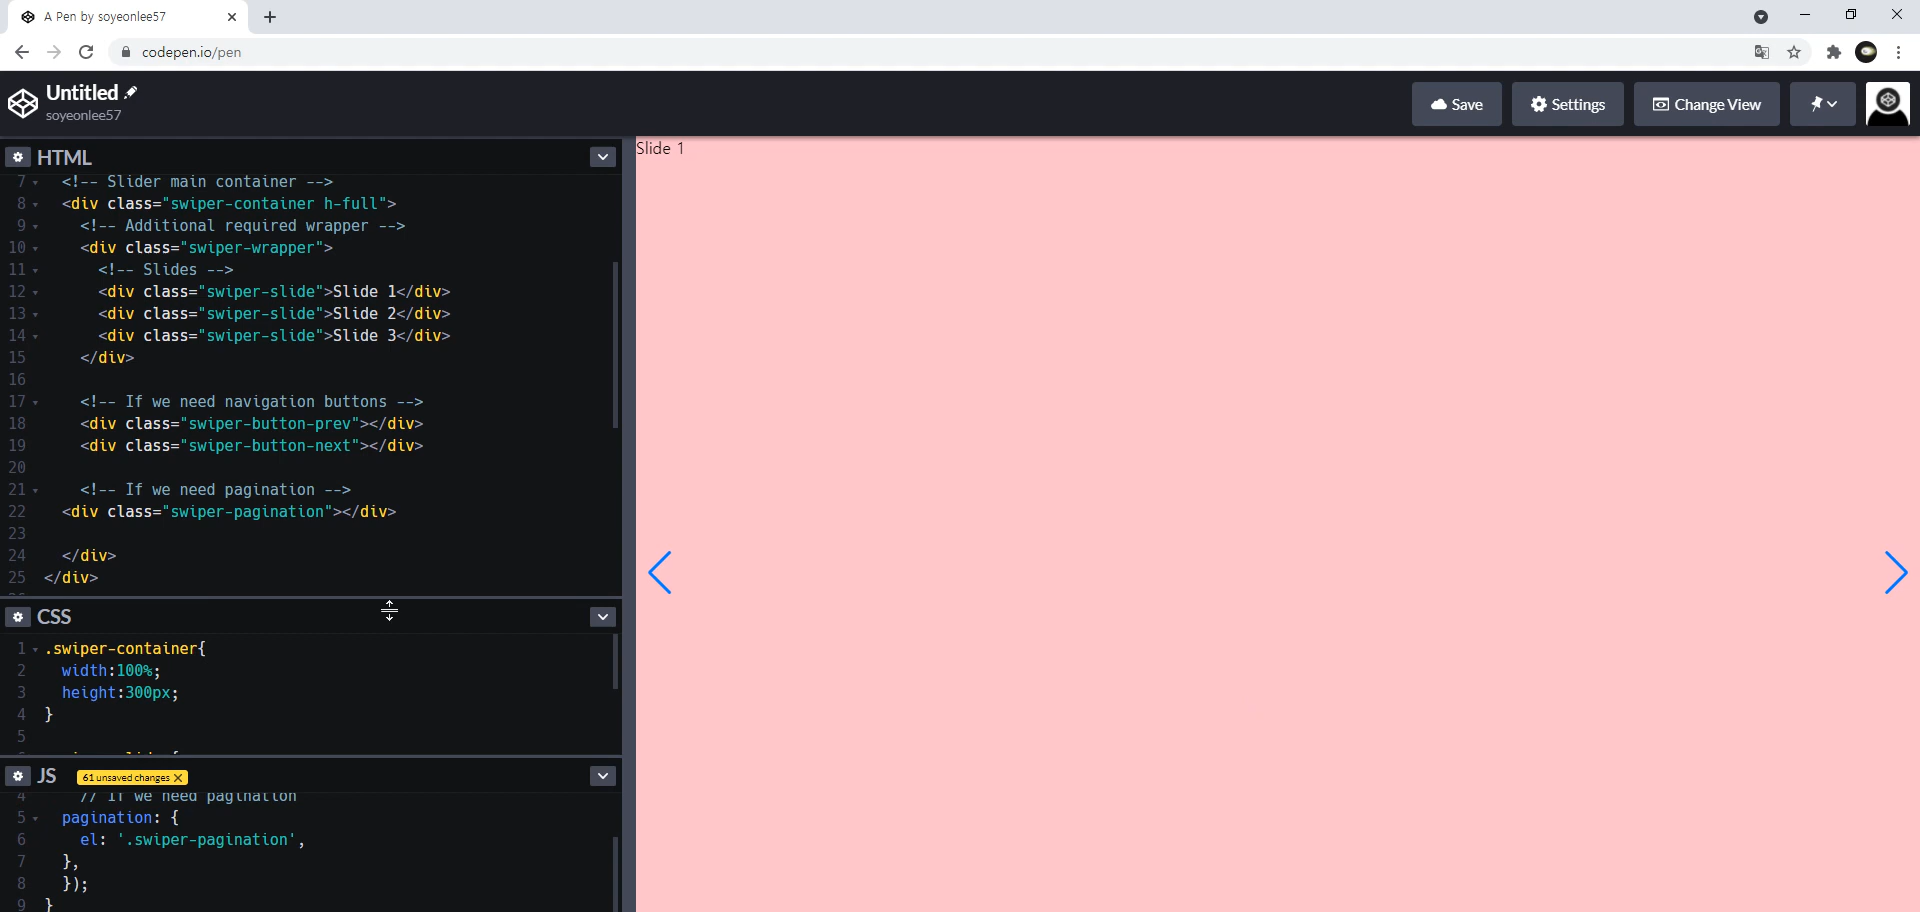 A Pen by soyeonlee57
codepen.io/pen
Untitled
soyeonlee57
Save
Settings
Change View
HTML
7 <!-- Slider main container -->
8 <div class="swiper-container h-full">
9 <!-- Additional required wrapper -->
10 <div class="swiper-wrapper">
11 <!-- Slides -->
12 <div class="swiper-slide">Slide 1</div>
13 <div class="swiper-slide">Slide 2</div>
14 <div class="swiper-slide">Slide 3</div>
15 </div>
16
17 <!-- If we need navigation buttons -->
18 <div class="swiper-button-prev"></div>
19 <div class="swiper-button-next"></div>
20
21 <!-- If we need pagination -->
22 <div class="swiper-pagination"></div>
23
24 </div>
25 </div>
CSS
1 .swiper-container{
2 width:100%;
3 height:300px;
4 }
5
JS
61 unsaved changes
4 // If we need pagination
5 pagination: {
6 el: '.swiper-pagination',
7 },
8 });
9 }
Slide 1